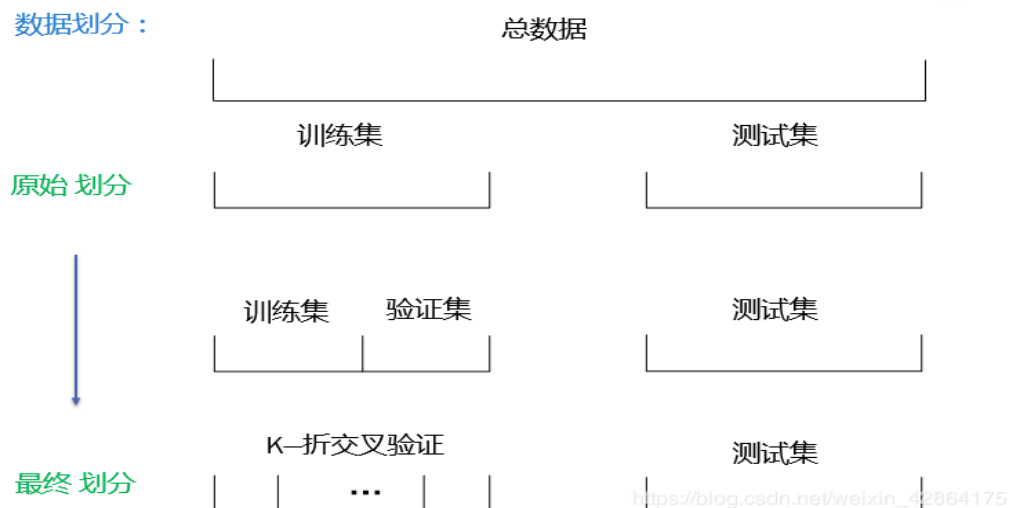 数据划分：
总数据
训练集 测试集
原始 划分
训练集 验证集 测试集
K—折交叉验证 测试集
最终 划分 ...
https://blog.csdn.net/weixin_42864175